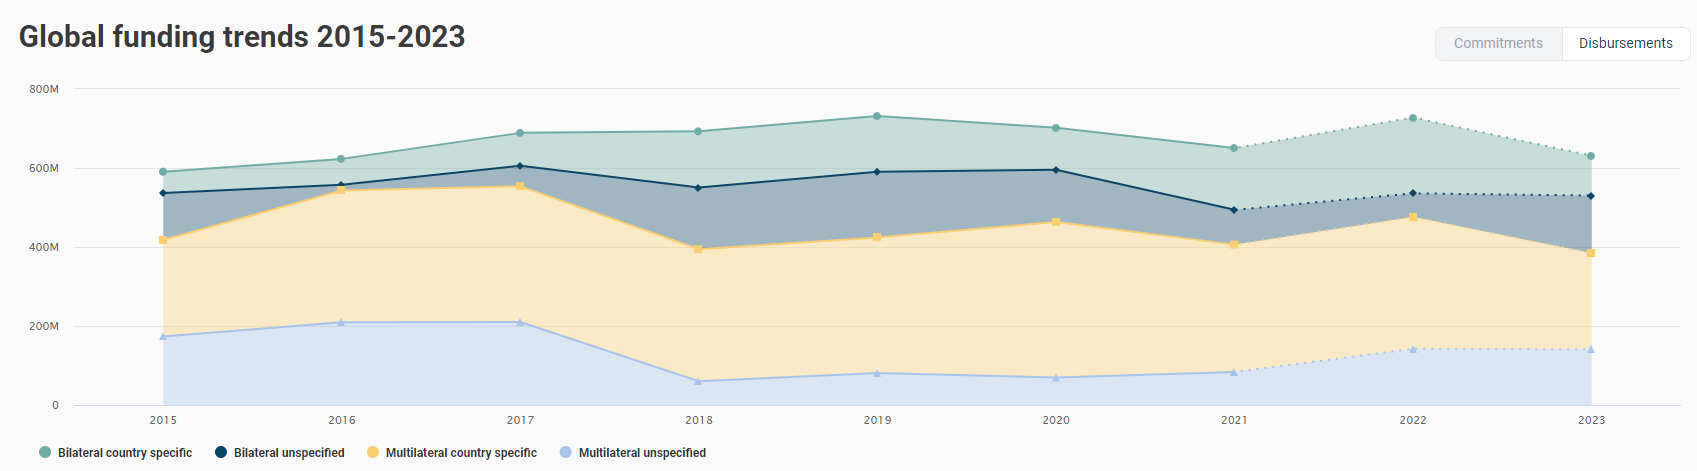 Global funding trends 2015-2023
Commitments Disbursements
800M
600M
400M
200M
0
2015 2016 2017 2018 2019 2020 2021 2022 2023
Bilateral country specific Bilateral unspecified Multilateral country specific Multilateral unspecified